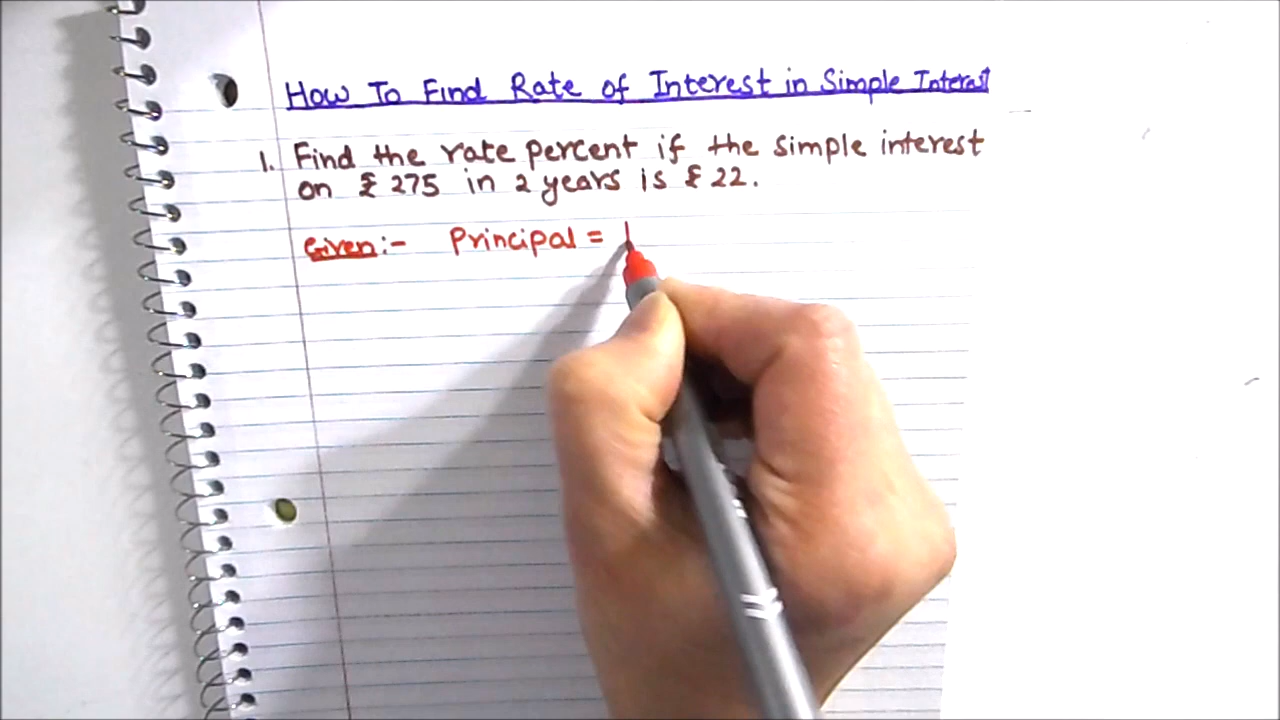 How To Find Rate of Interest in Simple Interest
1. Find the rate percent if the simple interest
on £ 275 in 2 years is £ 22.
Given:- Principal =